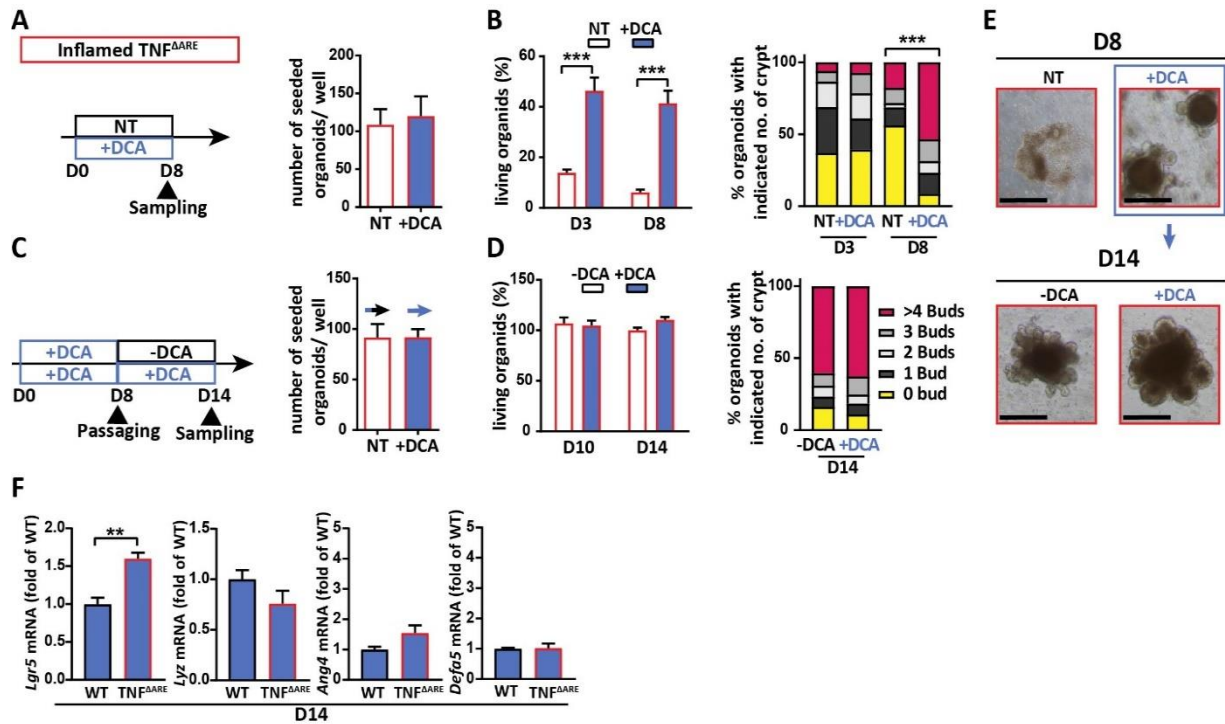 A
Inflamed TNF^ΔARE
NT
+DCA
D0
D8
Sampling
number of seeded
organoids/ well
200
150
100
50
0
NT +DCA
B
NT +DCA
living organids (%)
60
40
20
0
***
***
D3
D8
% organoids with
indicated no. of crypt
100
50
0
***
NT+DCA NT +DCA
D3
D8
C
+DCA
-DCA
+DCA
+DCA
D0
D8
D14
Passaging
Sampling
number of seeded
organoids/ well
150
100
50
0
NT +DCA
D
-DCA +DCA
living organids (%)
150
100
50
0
D10
D14
% organoids with
indicated no. of crypt
100
50
0
-DCA +DCA
D14
>4 Buds
3 Buds
2 Buds
1 Bud
0 bud
E
D8
NT
+DCA
D14
-DCA
+DCA
F
Lgr5 mRNA (fold of WT)
2.0
1.5
1.0
0.5
0.0
**
WT TNF^ΔARE
Lyz mRNA (fold of WT)
1.5
1.0
0.5
0.0
WT TNF^ΔARE
Ang4 mRNA (fold of WT)
5
4
2
1
0
WT TNF^ΔARE
Defa5 mRNA (fold of WT)
5
4
2
1
0
WT TNF^ΔARE
D14